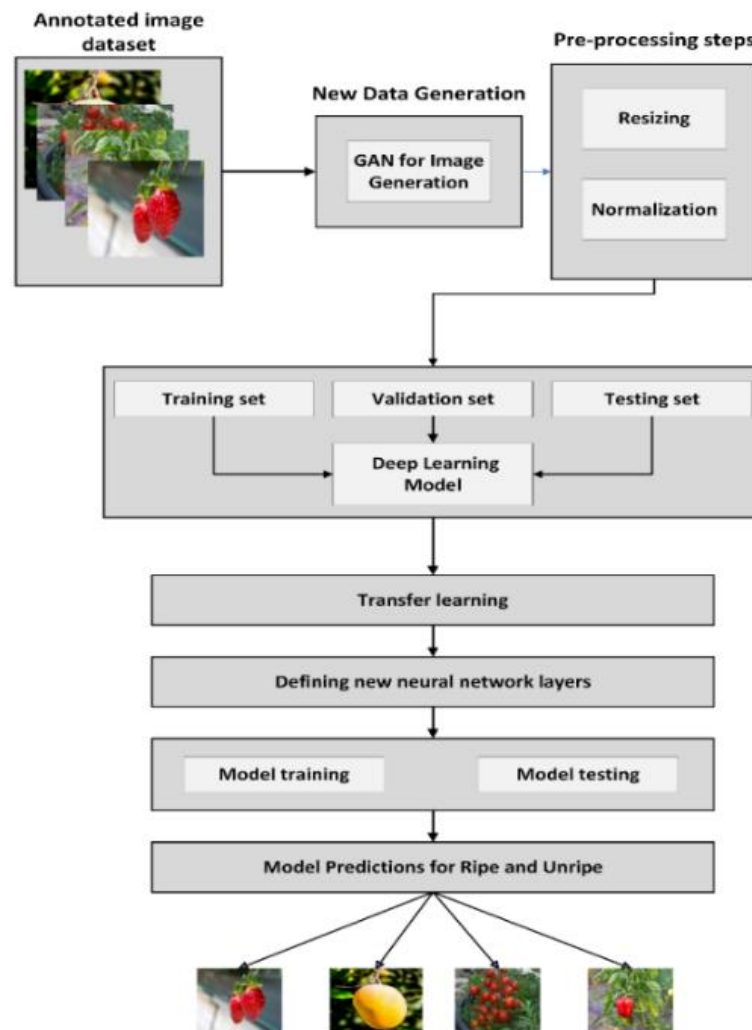 Annotated image
dataset
New Data Generation
GAN for Image
Generation
Pre-processing steps
Resizing
Normalization
Training set
Validation set
Testing set
Deep Learning
Model
Transfer learning
Defining new neural network layers
Model training
Model testing
Model Predictions for Ripe and Unripe